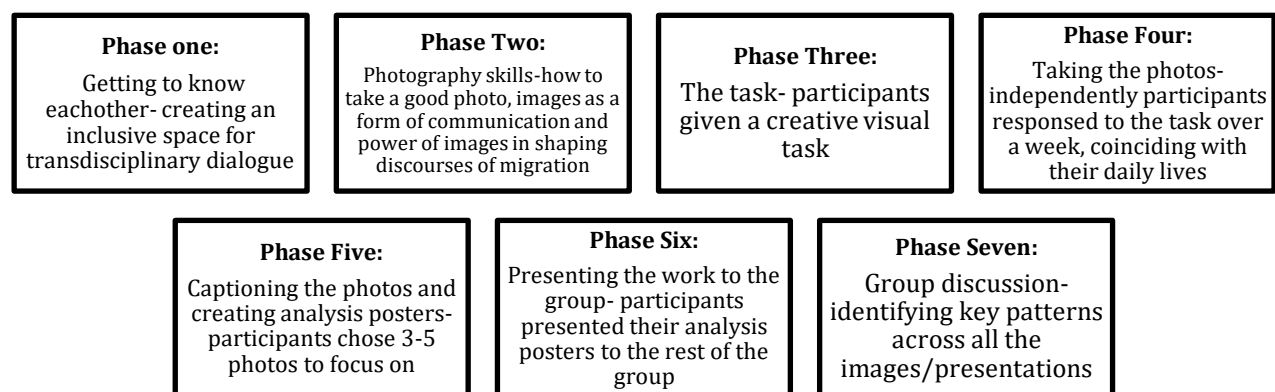 Phase one:
Getting to know
eachother- creating an
inclusive space for
transdisciplinary dialogue
Phase Two:
Photography skills-how to
take a good photo, images as a
form of communication and
power of images in shaping
discourses of migration
Phase Three:
The task- participants
given a creative visual
task
Phase Four:
Taking the photos-
independently participants
responsed to the task over
a week, coinciding with
their daily lives
Phase Five:
Captioning the photos and
creating analysis posters-
participants chose 3-5
photos to focus on
Phase Six:
Presenting the work to the
group- participants
presented their analysis
posters to the rest of the
group
Phase Seven:
Group discussion-
identifying key patterns
across all the
images/presentations